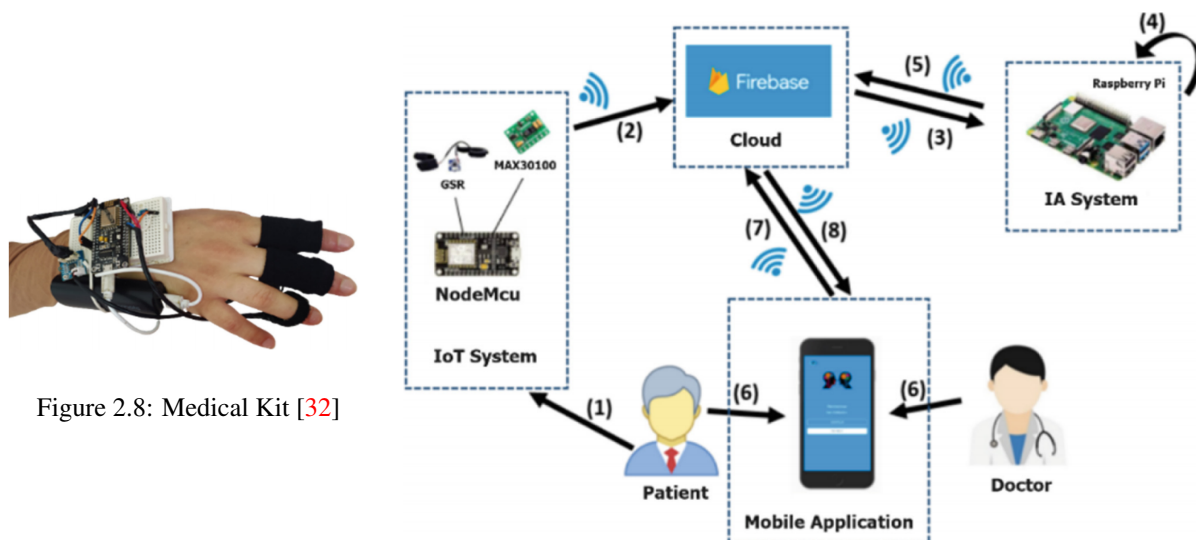 Figure 2.8: Medical Kit [32]
GSR
MAX30100
NodeMcu
IoT System
(1)
(2)
Firebase
Cloud
(3)
(4)
(5)
Raspberry Pi
IA System
(7)
(8)
(6)
(6)
Patient
Mobile Application
Doctor